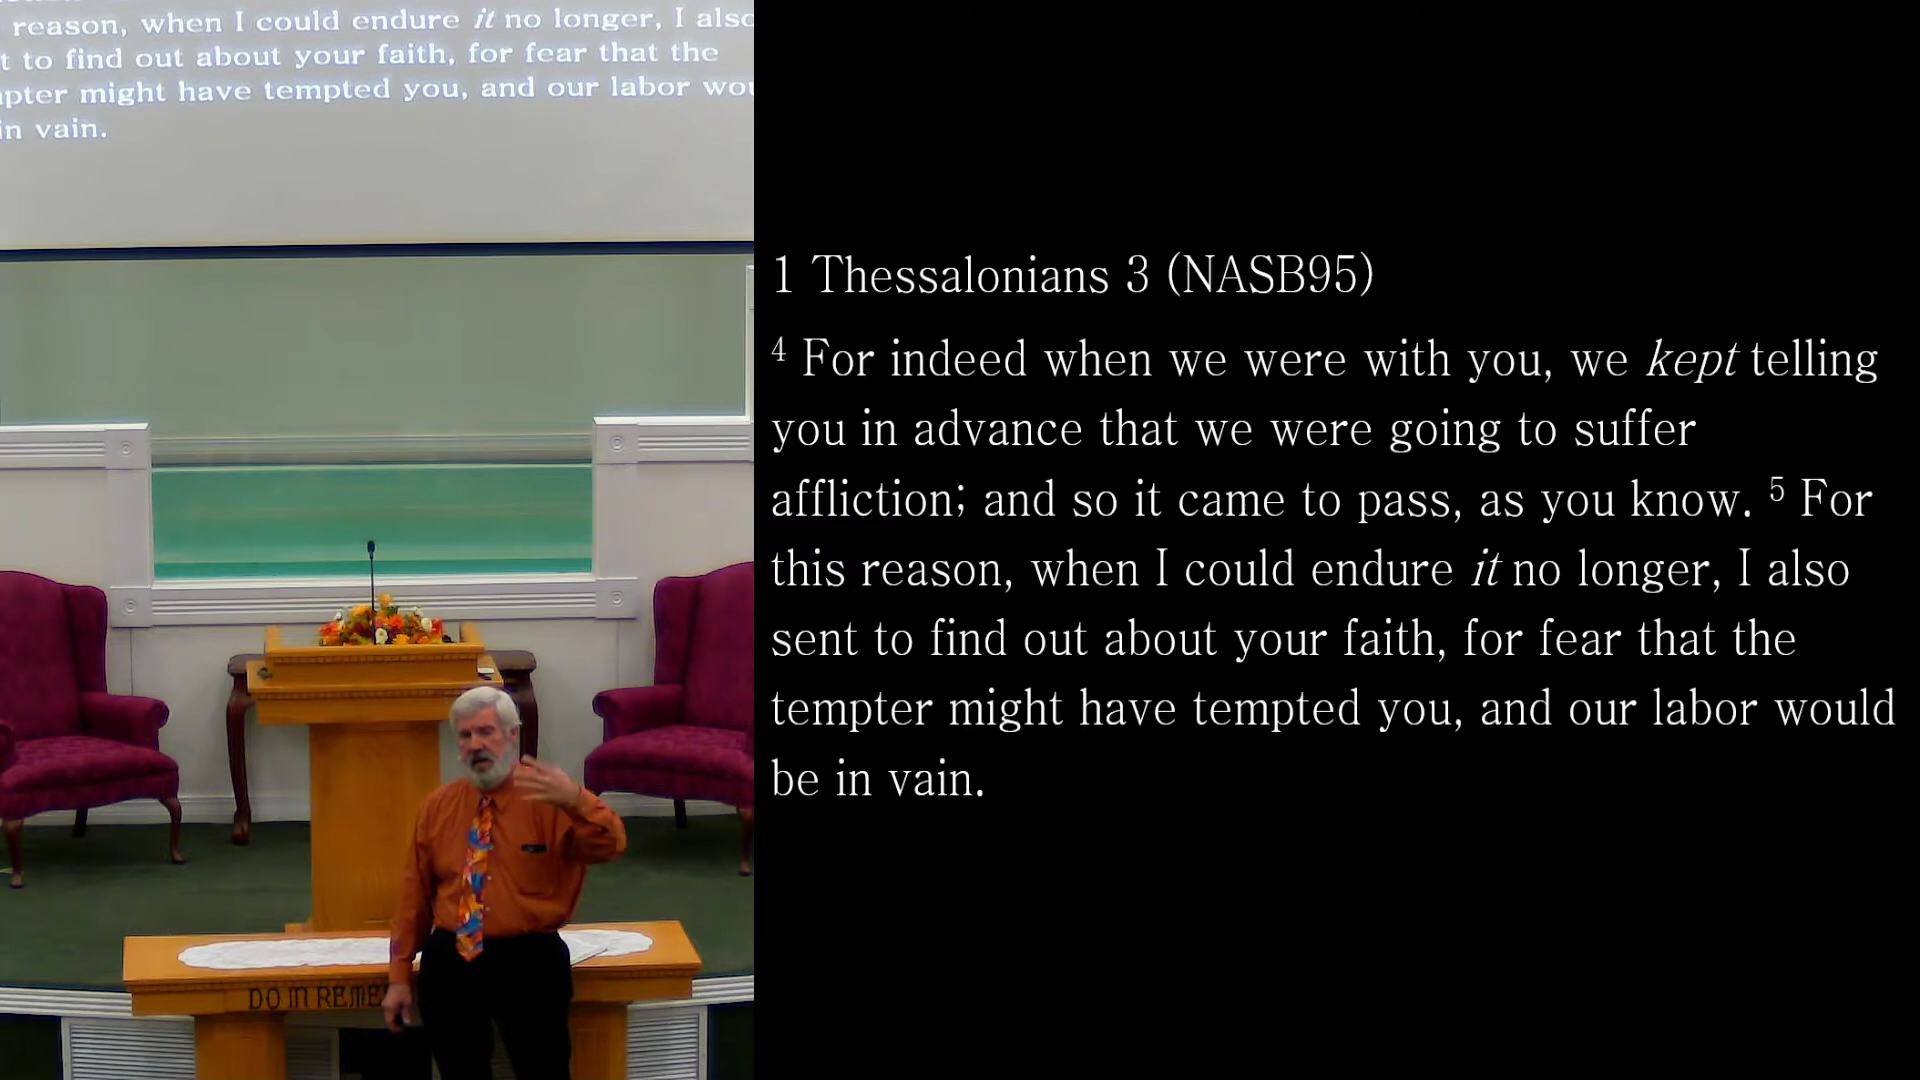 reason, when I could endure it no longer, I also
t to find out about your faith, for fear that the
pter might have tempted you, and our labor wou
in vain.
DO IN REME
1 Thessalonians 3 (NASB95)
4 For indeed when we were with you, we kept telling
you in advance that we were going to suffer
affliction; and so it came to pass, as you know. 5 For
this reason, when I could endure it no longer, I also
sent to find out about your faith, for fear that the
tempter might have tempted you, and our labor would
be in vain.